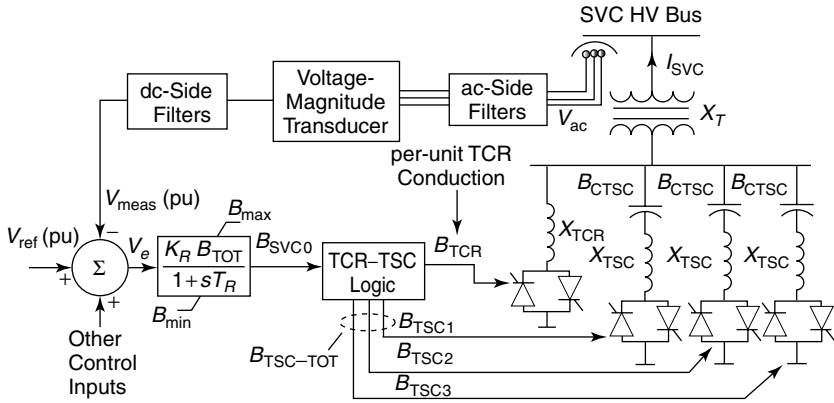 SVC HV Bus
I_SVC
X_T
V_ac
ac-Side
Filters
Voltage-
Magnitude
Transducer
dc-Side
Filters
V_meas (pu)
V_ref (pu)
−
+
+
Σ
V_e
B_max
K_R B_TOT
1+sT_R
B_min
B_SVC0
Other
Control
Inputs
TCR–TSC
Logic
per-unit TCR
Conduction
B_TCR
B_TSC–TOT
B_TSC1
B_TSC2
B_TSC3
X_TCR
B_CTSC
B_CTSC
B_CTSC
X_TSC
X_TSC
X_TSC